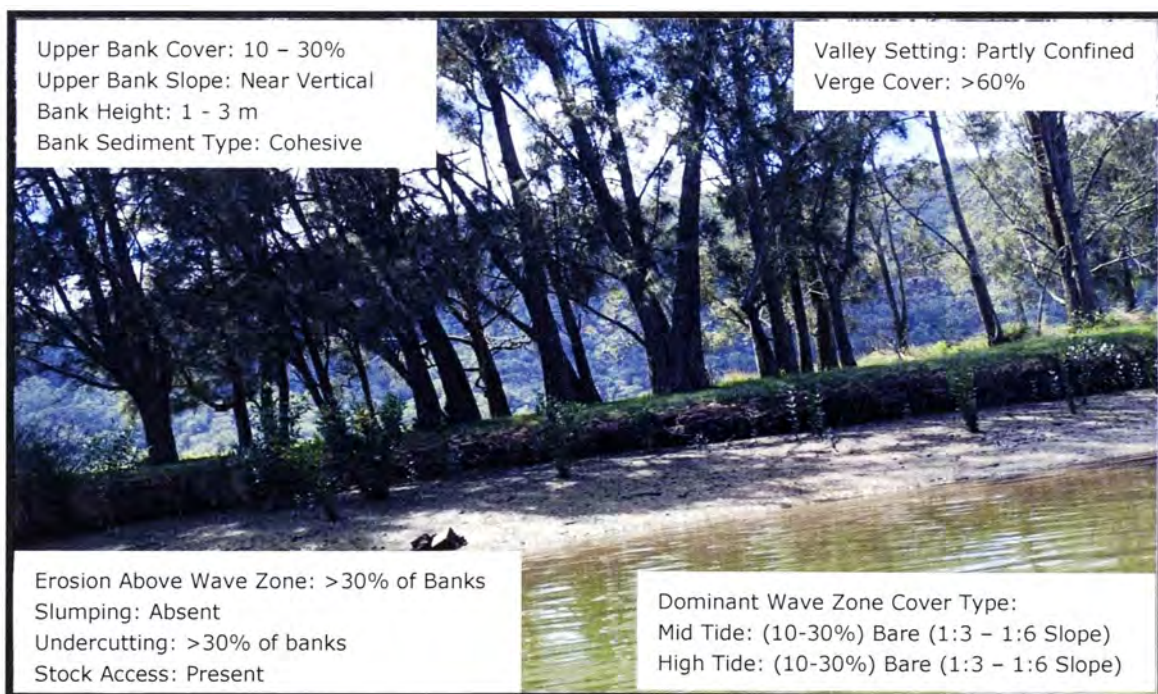 Upper Bank Cover: 10 – 30%
Upper Bank Slope: Near Vertical
Bank Height: 1 - 3 m
Bank Sediment Type: Cohesive
Valley Setting: Partly Confined
Verge Cover: >60%
Erosion Above Wave Zone: >30% of Banks
Slumping: Absent
Undercutting: >30% of banks
Stock Access: Present
Dominant Wave Zone Cover Type:
Mid Tide: (10-30%) Bare (1:3 – 1:6 Slope)
High Tide: (10-30%) Bare (1:3 – 1:6 Slope)